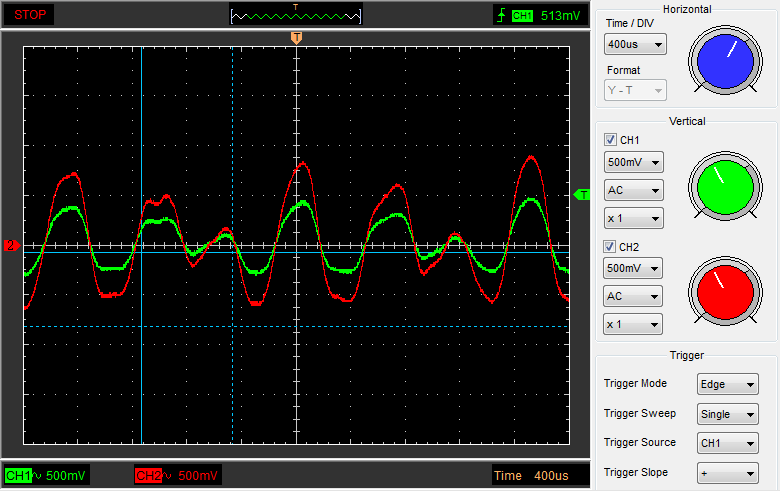 STOP
T
CH1 513mV
T
T
2
CH1 500mV
CH2 500mV
Time 400us
Horizontal
Time / DIV
400us
Format
Y - T
Vertical
CH1
500mV
AC
x 1
CH2
500mV
AC
x 1
Trigger
Trigger Mode Edge
Trigger Sweep Single
Trigger Source CH1
Trigger Slope +